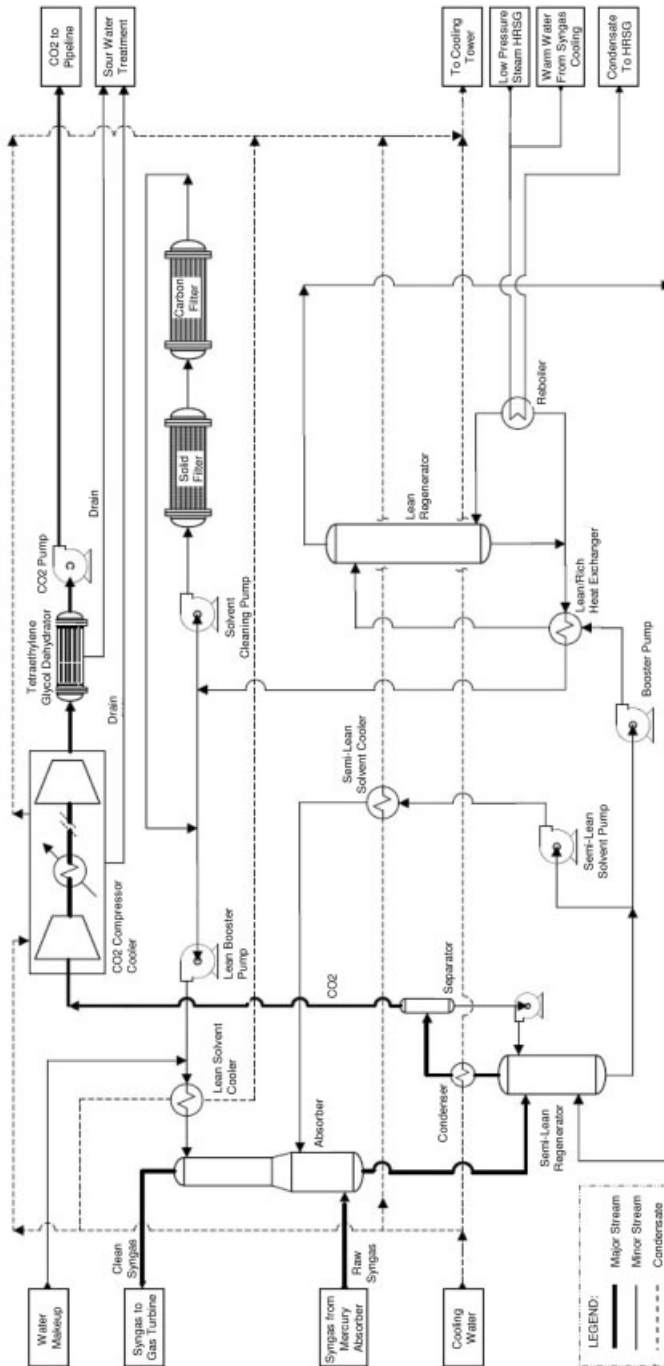 Water
Makeup
Syngas to
Gas Turbine
Syngas from
Mercury
Absorber
Cooling
Water
CO2 to
Pipeline
Sour Water
Treatment
To Cooling
Tower
Low Pressure
Steam HRSG
Warm Water
From Syngas
Cooling
Condensate
To HRSG
Clean
Syngas
Raw
Syngas
CO2 Compressor
Cooler
Tetraethylene
Glycol Dehydrator
CO2 Pump
C
Drain
Drain
Lean Solvent
Cooler
Lean Booster
Pump
Solvent
Cleaning Pump
Solid
Filter
Carbon
Filter
Absorber
CO2
Separator
Condenser
Semi-Lean
Regenerator
Semi-Lean
Solvent Cooler
Semi-Lean
Solvent Pump
Booster Pump
Lean/Rich
Heat Exchanger
Lean
Regenerator
Reboiler
LEGEND:
Major Stream
Minor Stream
Condensate